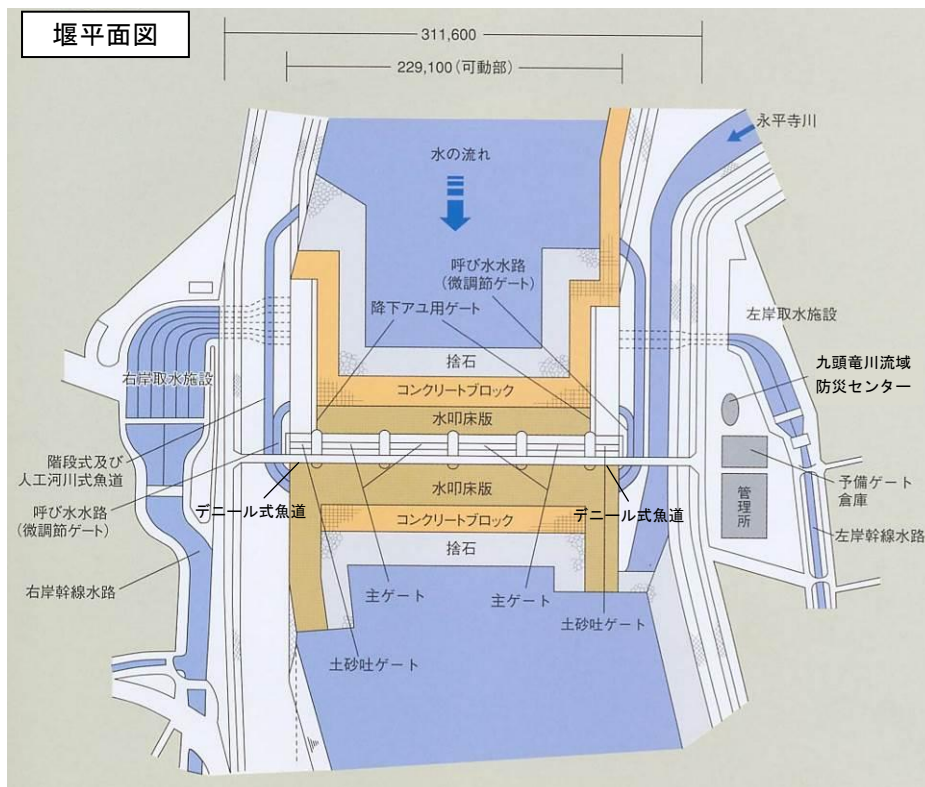 堰平面図
311,600
229,100(可動部)
永平寺川
水の流れ
呼び水水路
(微調節ゲート)
降下アユ用ゲート
左岸取水施設
右岸取水施設
捨石
九頭竜川流域
防災センター
コンクリートブロック
水叩床版
階段式及び
人工河川式魚道
デニール式魚道
水叩床版
デニール式魚道
予備ゲート
倉庫
管理所
呼び水水路
(微調節ゲート)
コンクリートブロック
左岸幹線水路
捨石
右岸幹線水路
主ゲート
主ゲート
土砂吐ゲート
土砂吐ゲート